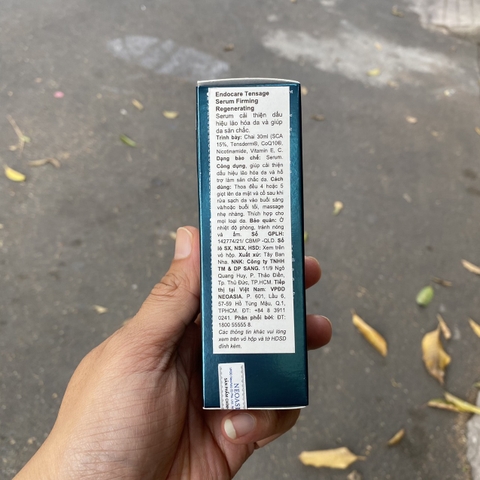 Endocare Tensage
Serum Firming
Regenerating
Serum cải thiện dấu
hiệu lão hóa da và giúp
da săn chắc.
Trình bày: Chai 30ml (SCA
15%, Tensderm®, CoQ10®,
Nicotinamide, Vitamin E, C.
Dạng bào chế: Serum.
Công dụng, giúp cải thiện
dấu hiệu lão hóa da và hỗ
trợ làm săn chắc da. Cách
dùng: Thoa đều 4 hoặc 5
giọt lên da mặt và cổ sau khi
rửa sạch da vào buổi sáng
và/hoặc buổi tối, massage
nhẹ nhàng. Thích hợp cho
mọi loại da. Bảo quản: Ở
nhiệt độ phòng, tránh nóng
và ẩm. Số GPLH:
142774/21/ CBMP -QLD. Số
lô SX, NSX, HSD: Xem trên
vỏ hộp. Xuất xứ: Tây Ban
Nha. NNK: Công ty TNHH
TM & DP SANG. 11/9 Ngô
Quang Huy, P. Thảo Điền,
Tp. Thủ Đức, TP.HCM. Tiếp
thị tại Việt Nam: VPĐD
NEOASIA. P. 601, Lầu 6,
57-59 Hồ Tùng Mậu, Q.1,
TPHCM. ĐT: +84 8 3911
0241. Phân phối bởi: ĐT:
1800 55555 8.
Các thông tin khác vui lòng
xem trên vỏ hộp và tờ HDSD
đính kèm.
NEOASIA